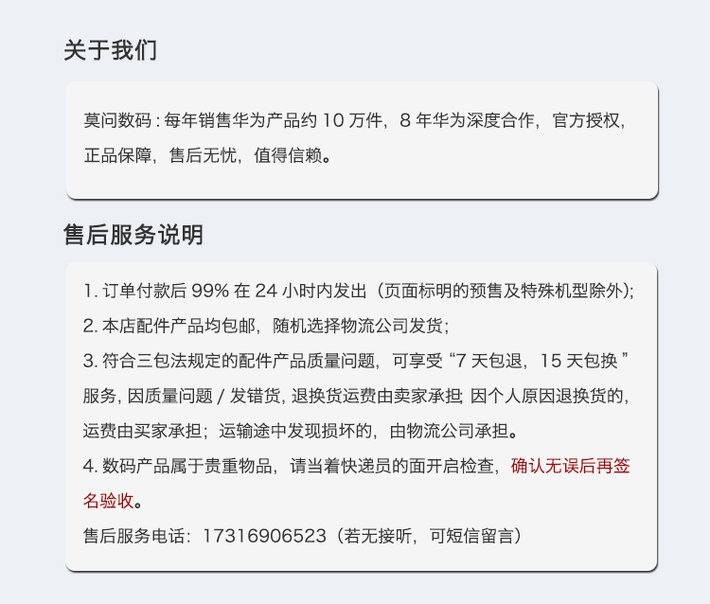 关于我们
莫问数码：每年销售华为产品约 10 万件，8 年华为深度合作，官方授权，
正品保障，售后无忧，值得信赖。
售后服务说明
1. 订单付款后 99% 在 24 小时内发出（页面标明的预售及特殊机型除外）；
2. 本店配件产品均包邮，随机选择物流公司发货；
3. 符合三包法规定的配件产品质量问题，可享受 “7 天包退，15 天包换 ”
服务, 因质量问题 / 发错货, 退换货运费由卖家承担; 因个人原因退换货的,
运费由买家承担；运输途中发现损坏的，由物流公司承担。
4. 数码产品属于贵重物品，请当着快递员的面开启检查，确认无误后再签
名验收。
售后服务电话：17316906523（若无接听，可短信留言）